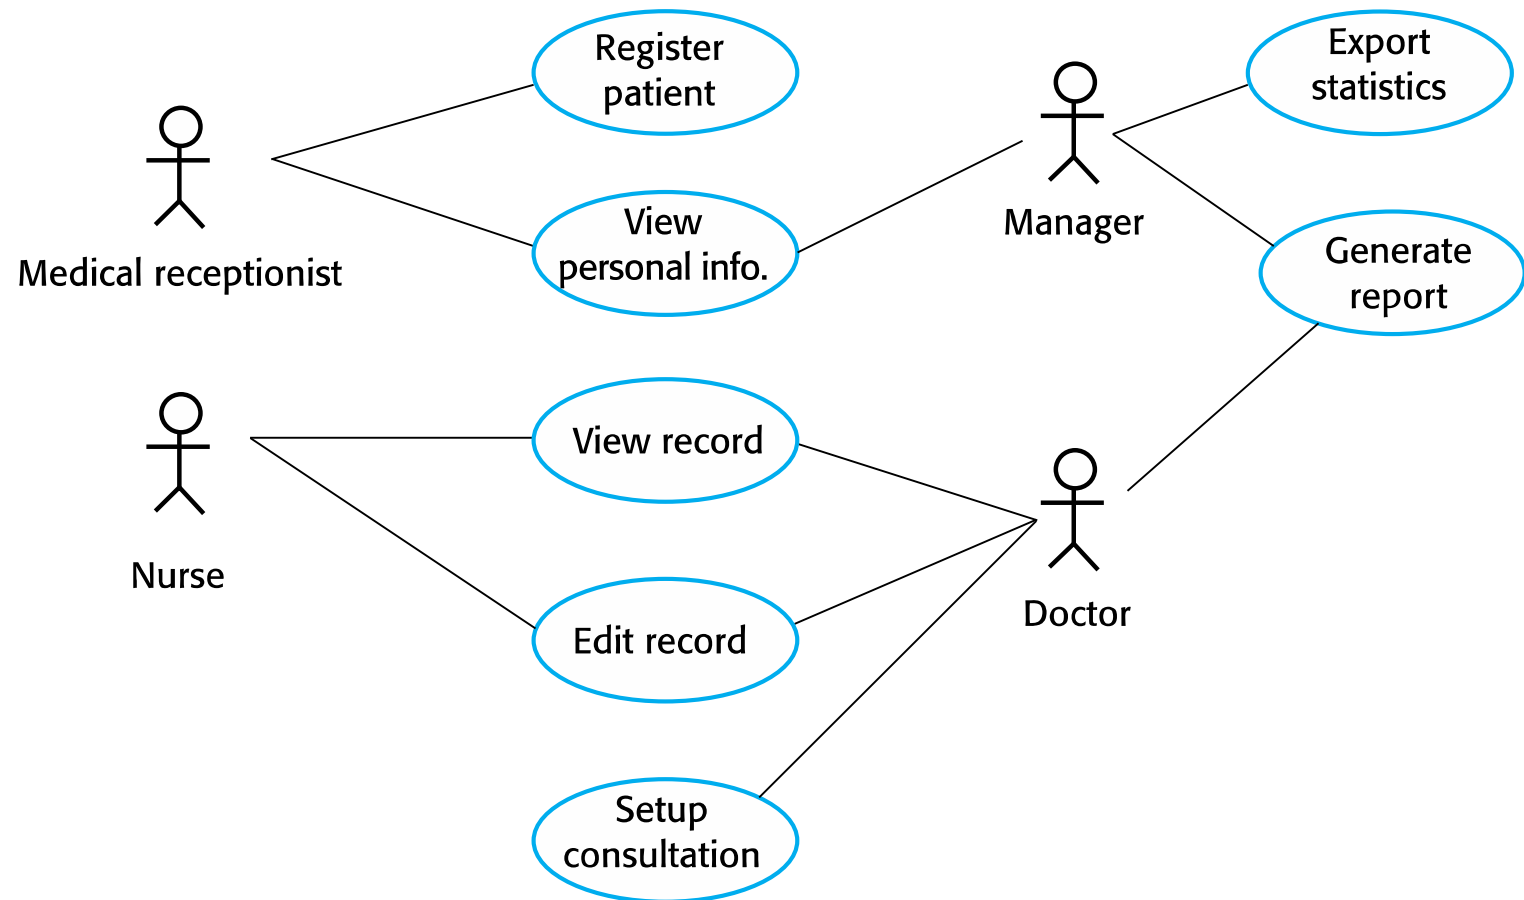 Register
patient
Export
statistics
Medical receptionist
View
personal info.
Manager
Generate
report
View record
Nurse
Edit record
Doctor
Setup
consultation